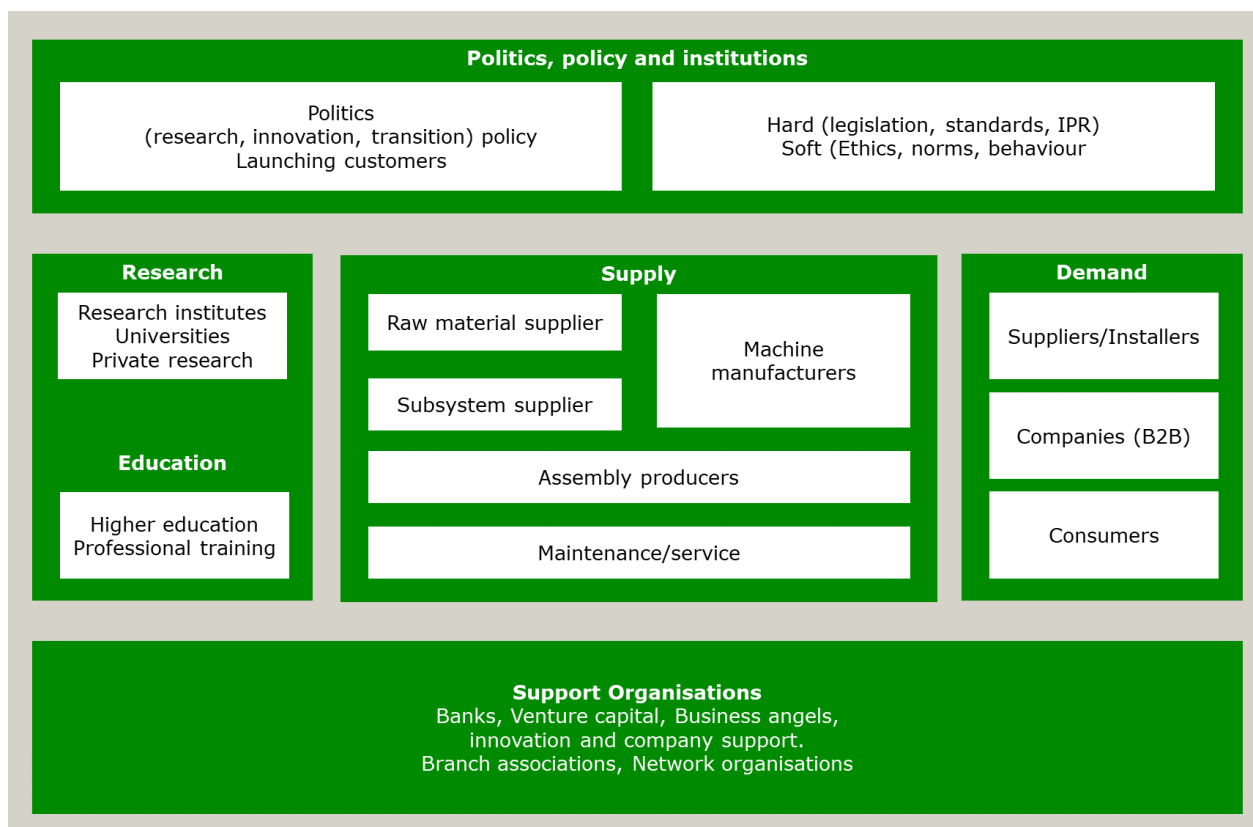 Politics, policy and institutions
Politics
(research, innovation, transition) policy
Launching customers
Hard (legislation, standards, IPR)
Soft (Ethics, norms, behaviour
Research
Research institutes
Universities
Private research
Education
Higher education
Professional training
Supply
Raw material supplier
Machine
manufacturers
Subsystem supplier
Assembly producers
Maintenance/service
Demand
Suppliers/Installers
Companies (B2B)
Consumers
Support Organisations
Banks, Venture capital, Business angels,
innovation and company support.
Branch associations, Network organisations